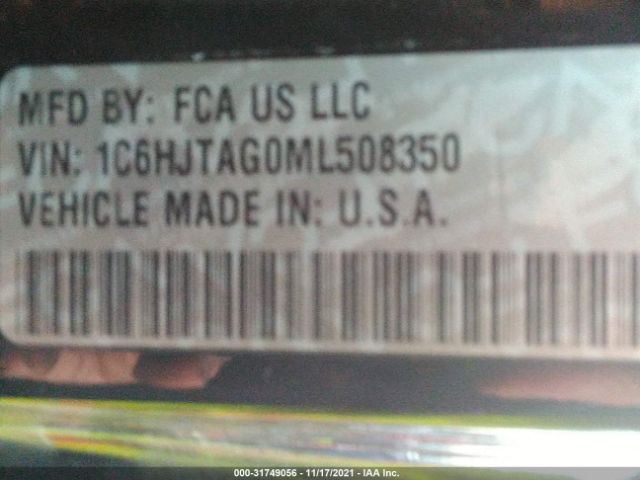 MFD BY: FCA US LLC
VIN: 1C6HJTAG0ML508350
VEHICLE MADE IN: U.S.A.
000-31749056 - 11/17/2021 - IAA Inc.